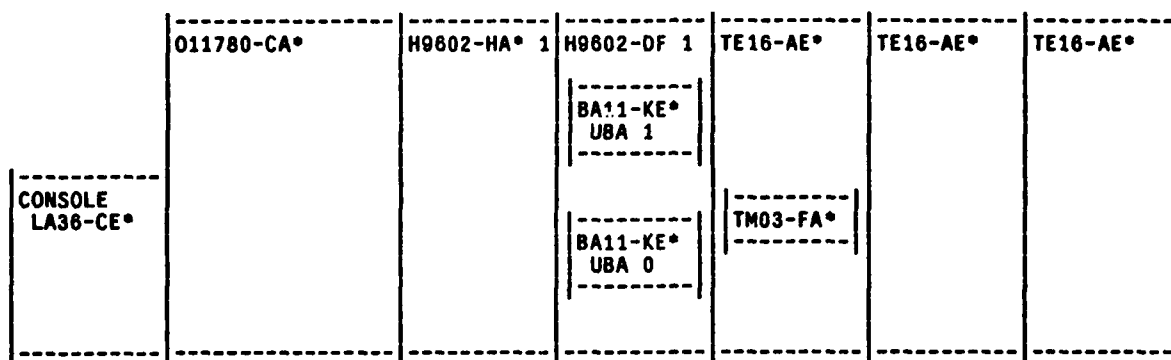 O11780-CA* H9602-HA* 1 H9602-DF 1 TE16-AE* TE16-AE* TE16-AE*
BA11-KE*
UBA 1
CONSOLE
LA36-CE*
TM03-FA*
BA11-KE*
UBA 0